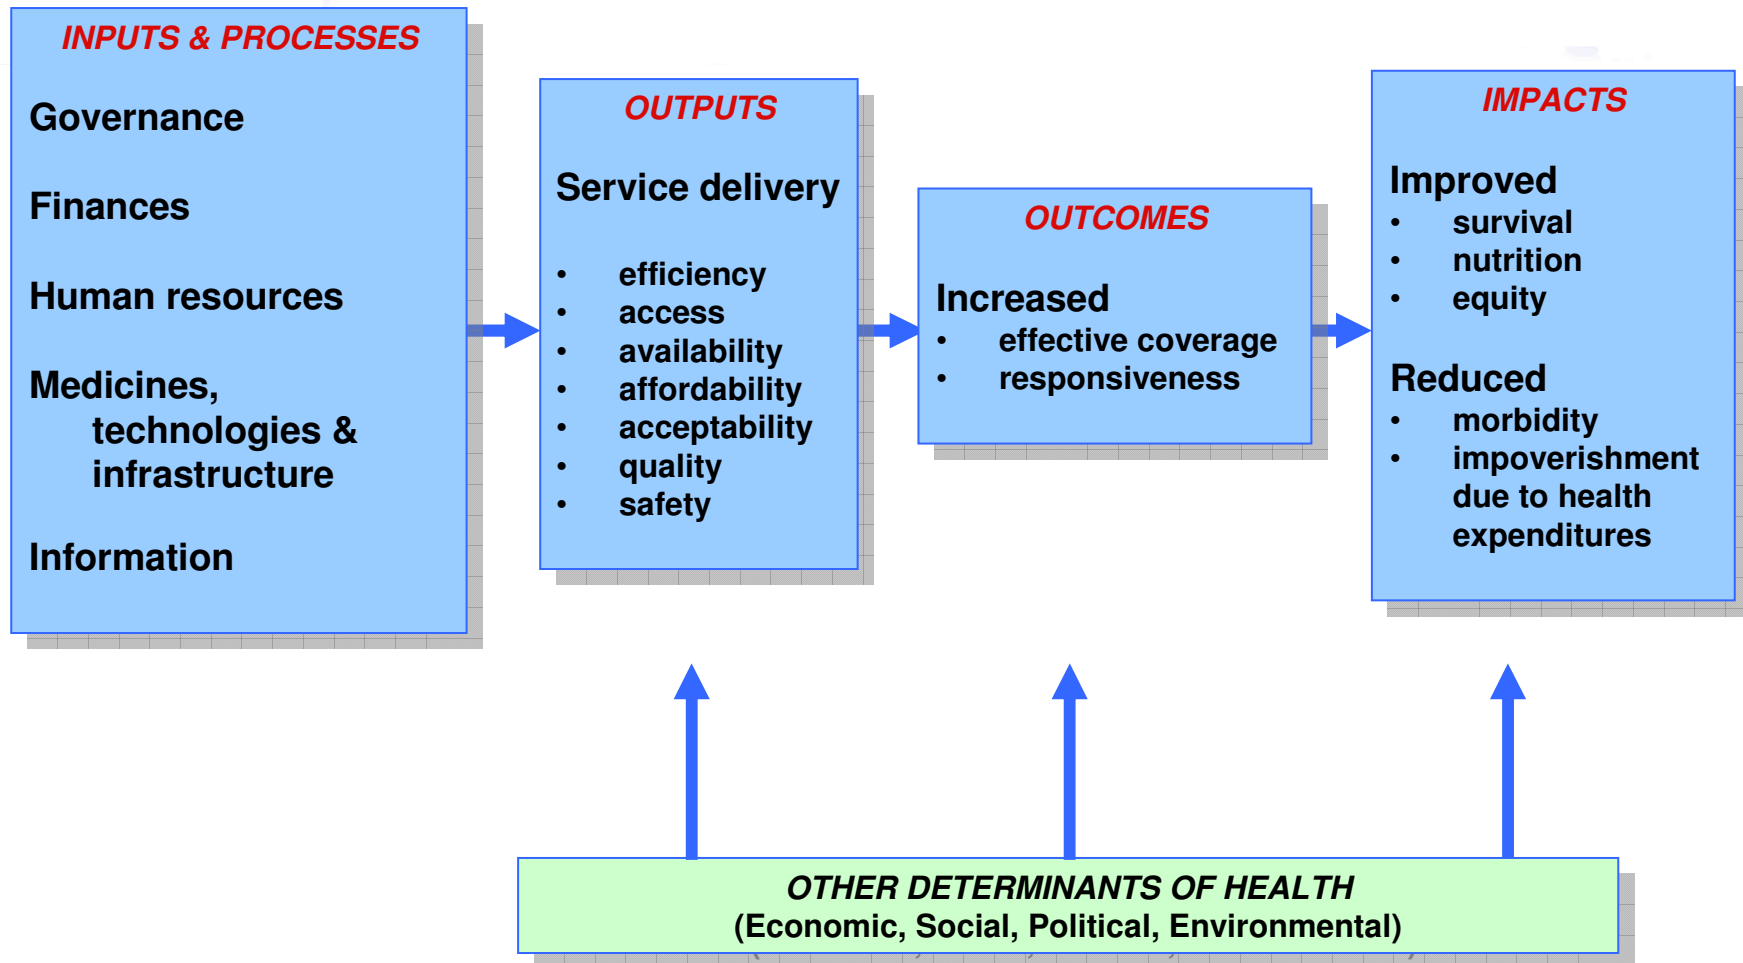 INPUTS & PROCESSES
Governance
Finances
Human resources
Medicines,
technologies &
infrastructure
Information
OUTPUTS
Service delivery
• efficiency
• access
• availability
• affordability
• acceptability
• quality
• safety
OUTCOMES
Increased
• effective coverage
• responsiveness
IMPACTS
Improved
• survival
• nutrition
• equity
Reduced
• morbidity
• impoverishment
due to health
expenditures
OTHER DETERMINANTS OF HEALTH
(Economic, Social, Political, Environmental)